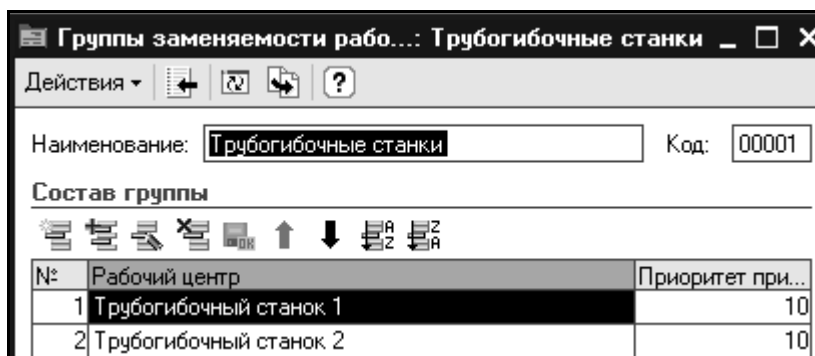 Группы заменяемости рабо...: Трубогибочные станки
Действия
Наименование: Трубогибочные станки Код: 00001
Состав группы
№ Рабочий центр Приоритет при...
1 Трубогибочный станок 1 10
2 Трубогибочный станок 2 10